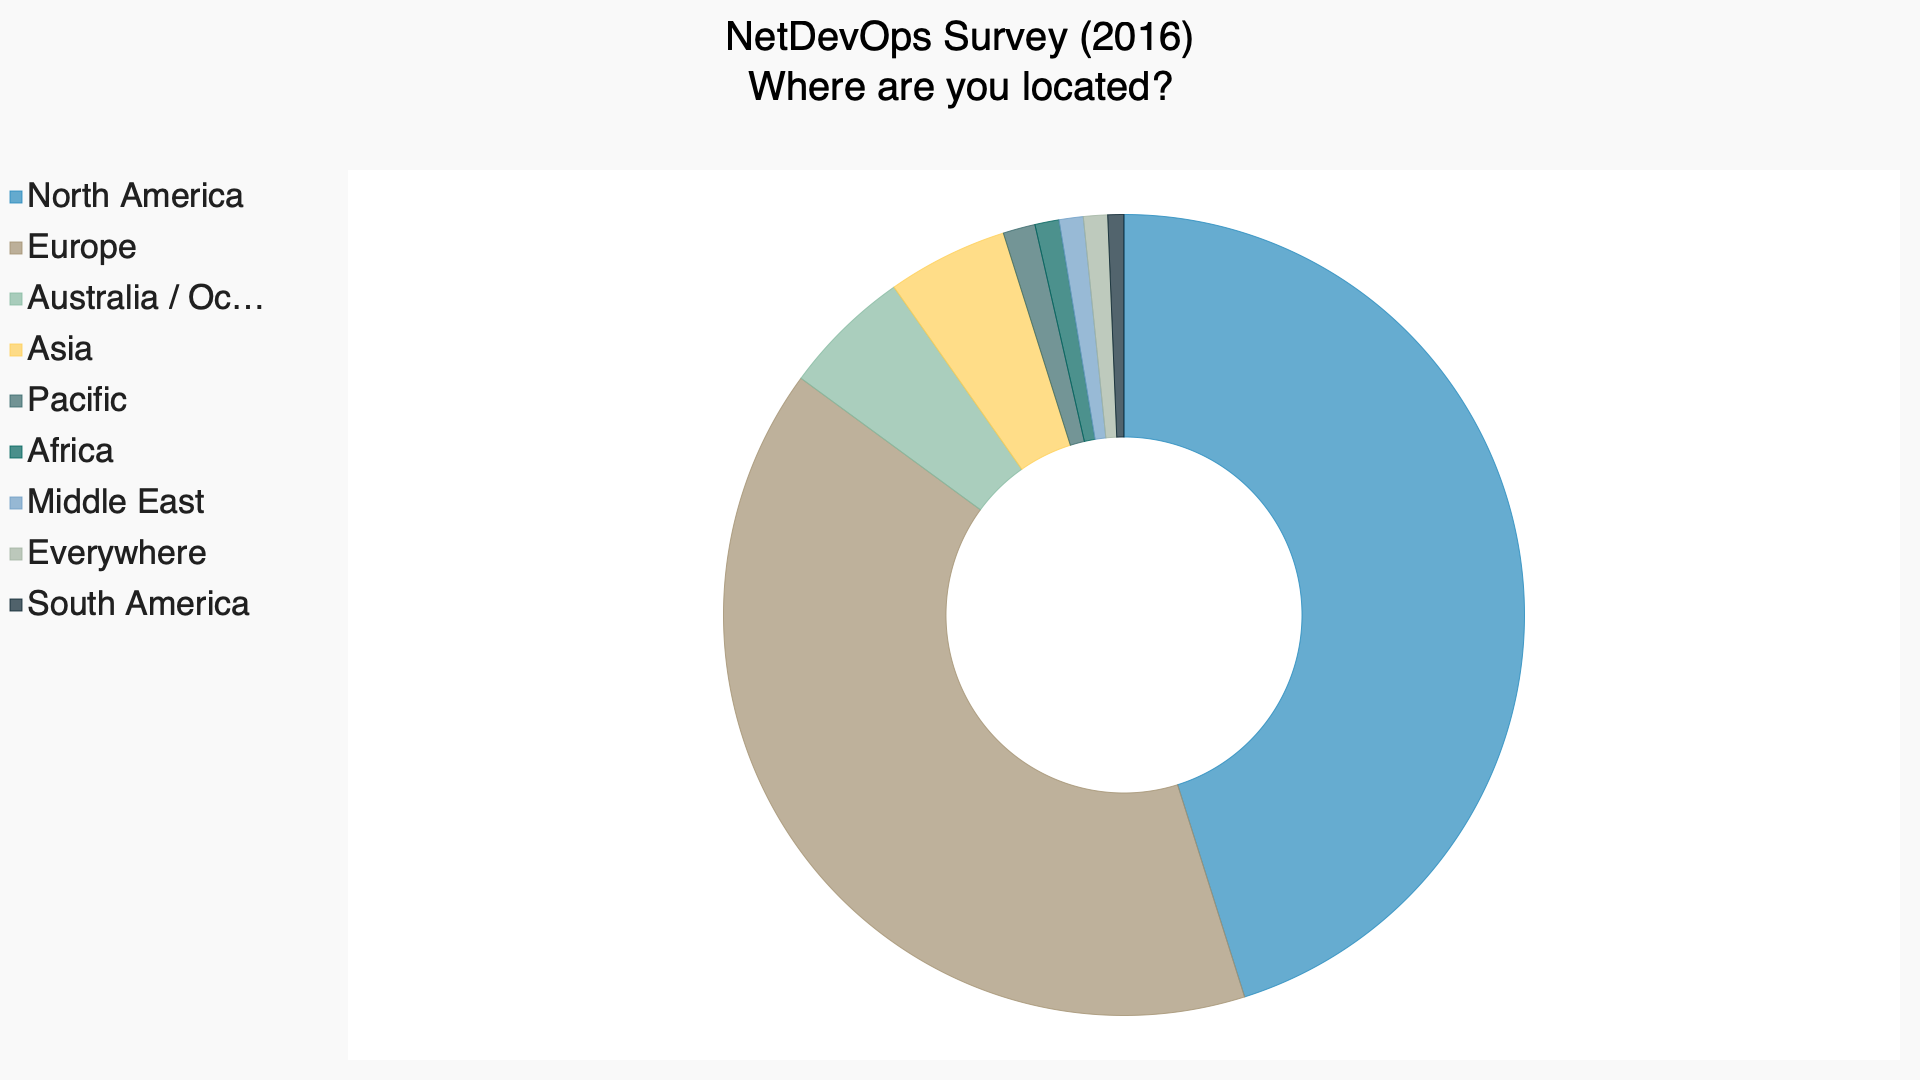 NetDevOps Survey (2016)
Where are you located?
North America
Europe
Australia / Oc...
Asia
Pacific
Africa
Middle East
Everywhere
South America